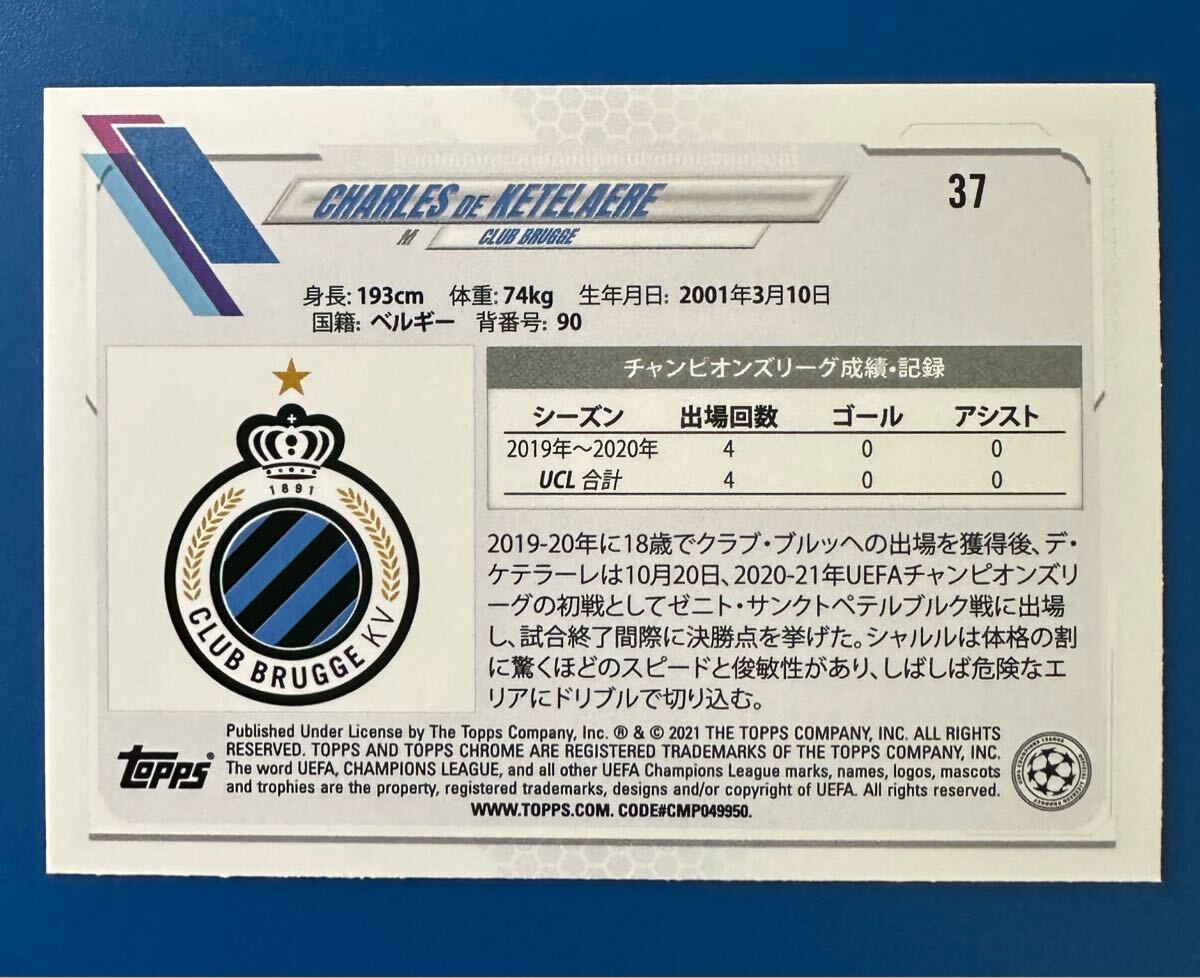 CHARLES DE KETELAERE
37
M CLUB BRUGGE
身長: 193cm 体重: 74kg 生年月日: 2001年3月10日
国籍: ベルギー 背番号: 90
チャンピオンズリーグ成績・記録
シーズン 出場回数 ゴール アシスト
2019年〜2020年 4 0 0
UCL 合計 4 0 0
1891
CLUB BRUGGE KV
2019-20年に18歳でクラブ・ブルッヘの出場を獲得後、デ・
ケテラーレは10月20日、2020-21年UEFAチャンピオンズリ
ーグの初戦としてゼニト・サンクトペテルブルク戦に出場
し、試合終了間際に決勝点を挙げた。シャルルは体格の割
に驚くほどのスピードと俊敏性があり、しばしば危険なエ
リアにドリブルで切り込む。
topps®
Published Under License by The Topps Company, Inc. ® & © 2021 THE TOPPS COMPANY, INC. ALL RIGHTS
RESERVED. TOPPS AND TOPPS CHROME ARE REGISTERED TRADEMARKS OF THE TOPPS COMPANY, INC.
The word UEFA, CHAMPIONS LEAGUE, and all other UEFA Champions League marks, names, logos, mascots
and trophies are the property, registered trademarks, designs and/or copyright of UEFA. All rights reserved.
WWW.TOPPS.COM. CODE#CMP049950.